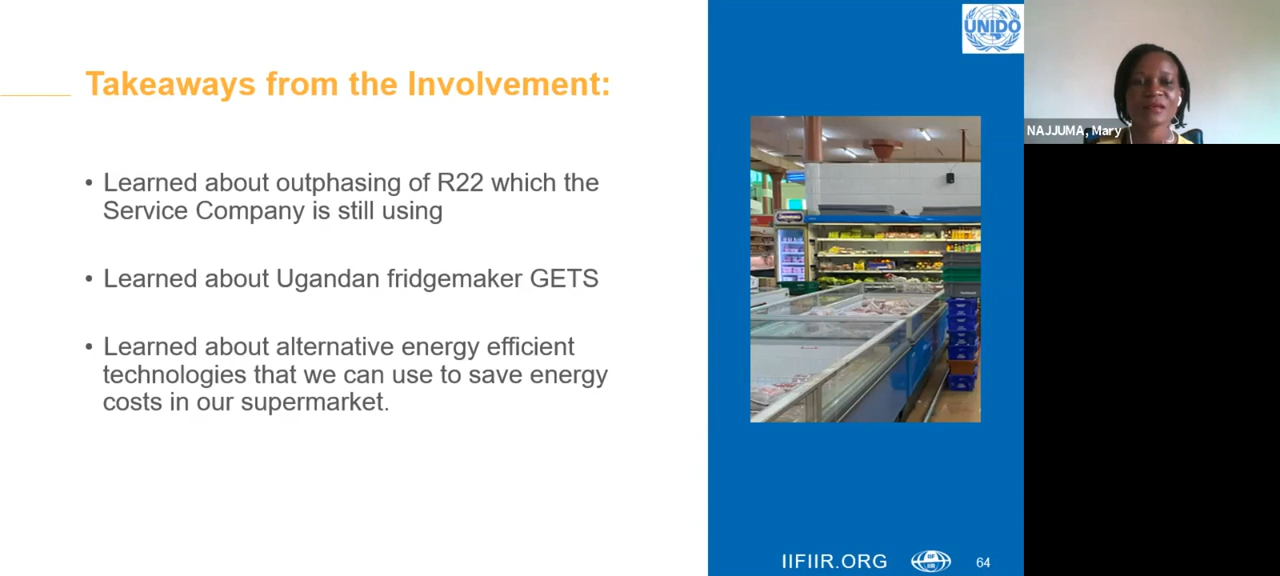 Takeaways from the Involvement:
• Learned about outphasing of R22 which the
Service Company is still using
• Learned about Ugandan fridgemaker GETS
• Learned about alternative energy efficient
technologies that we can use to save energy
costs in our supermarket.
UNIDO
NAJJUMA, Mary
IIFIIR.ORG
IIF
IIR
64